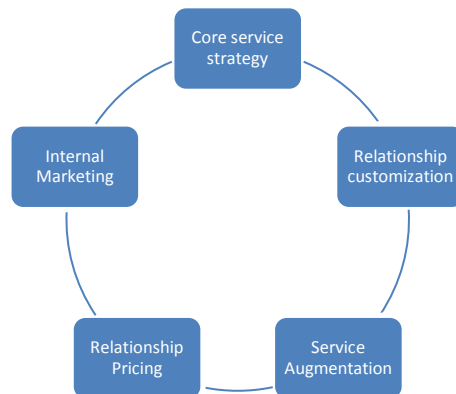 Core service
strategy
Relationship
customization
Service
Augmentation
Relationship
Pricing
Internal
Marketing